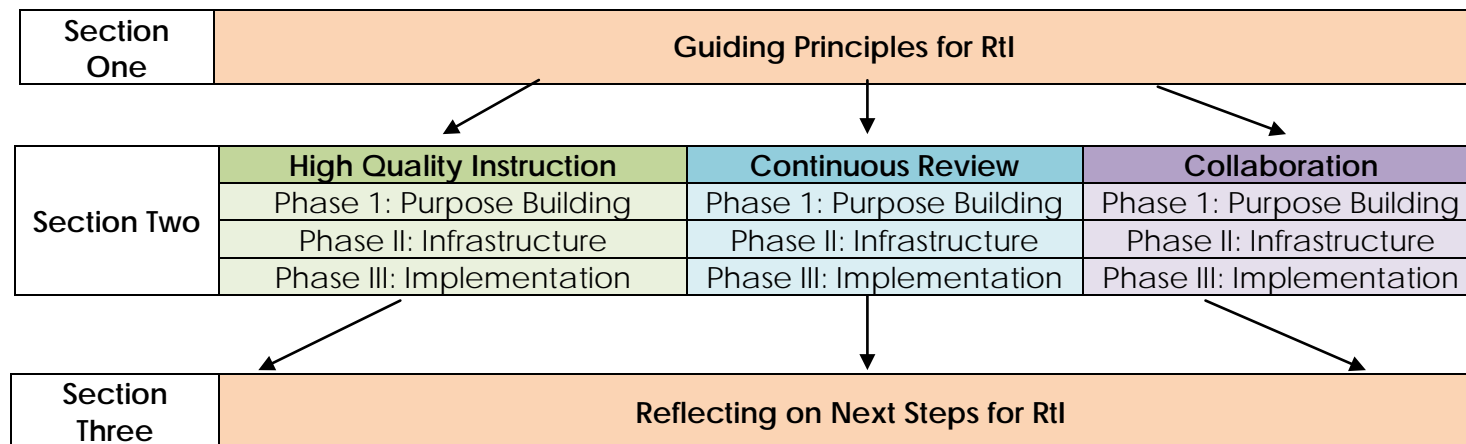 Section
One
Guiding Principles for RtI
High Quality Instruction Continuous Review Collaboration
Section Two
Phase 1: Purpose Building Phase 1: Purpose Building Phase 1: Purpose Building
Phase II: Infrastructure Phase II: Infrastructure Phase II: Infrastructure
Phase III: Implementation Phase III: Implementation Phase III: Implementation
Section
Three
Reflecting on Next Steps for RtI